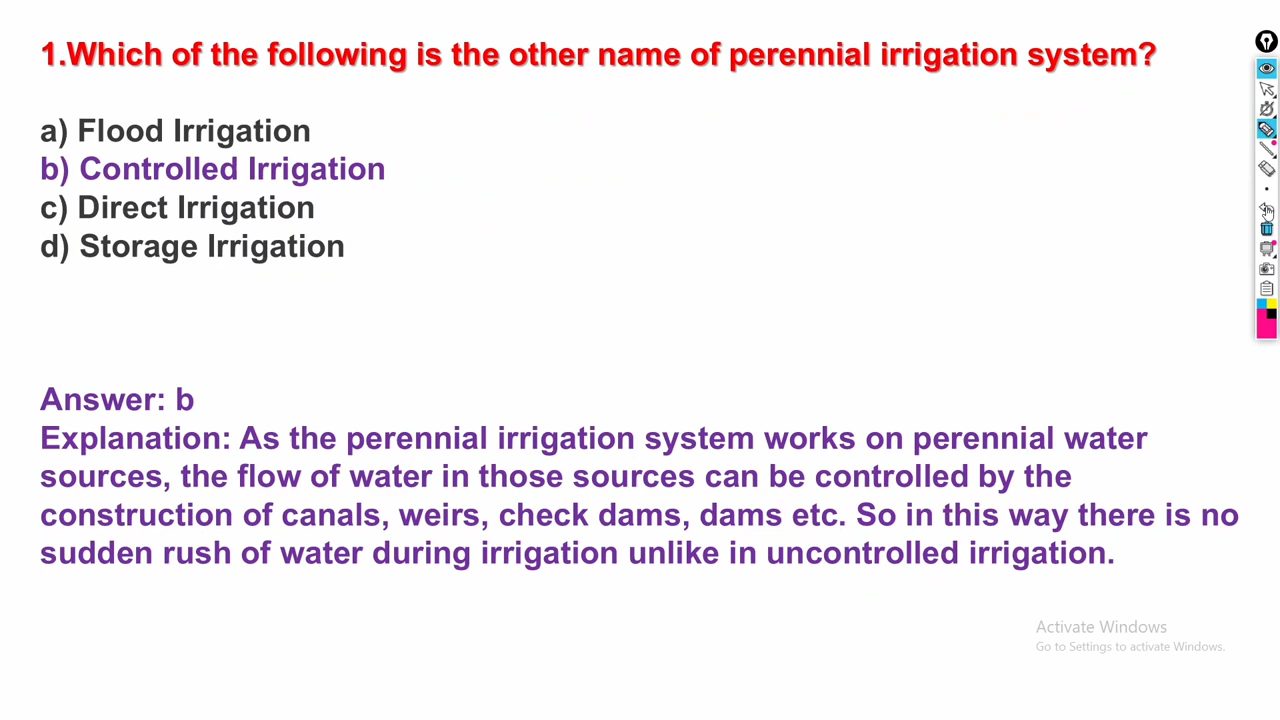 1.Which of the following is the other name of perennial irrigation system?
a) Flood Irrigation
b) Controlled Irrigation
c) Direct Irrigation
d) Storage Irrigation
Answer: b
Explanation: As the perennial irrigation system works on perennial water
sources, the flow of water in those sources can be controlled by the
construction of canals, weirs, check dams, dams etc. So in this way there is no
sudden rush of water during irrigation unlike in uncontrolled irrigation.
Activate Windows
Go to Settings to activate Windows.